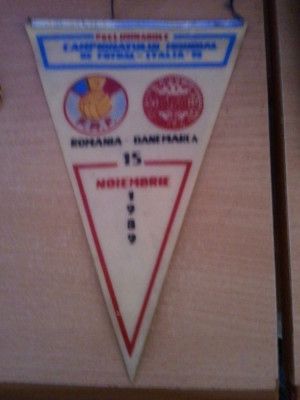 PRELIMINARIILE
CAMPIONATULUI MONDIAL
DE FOTBAL - ITALIA '90
F.R.F.
ROMANIA - DANEMARCA
15
NOIEMBRIE
1989